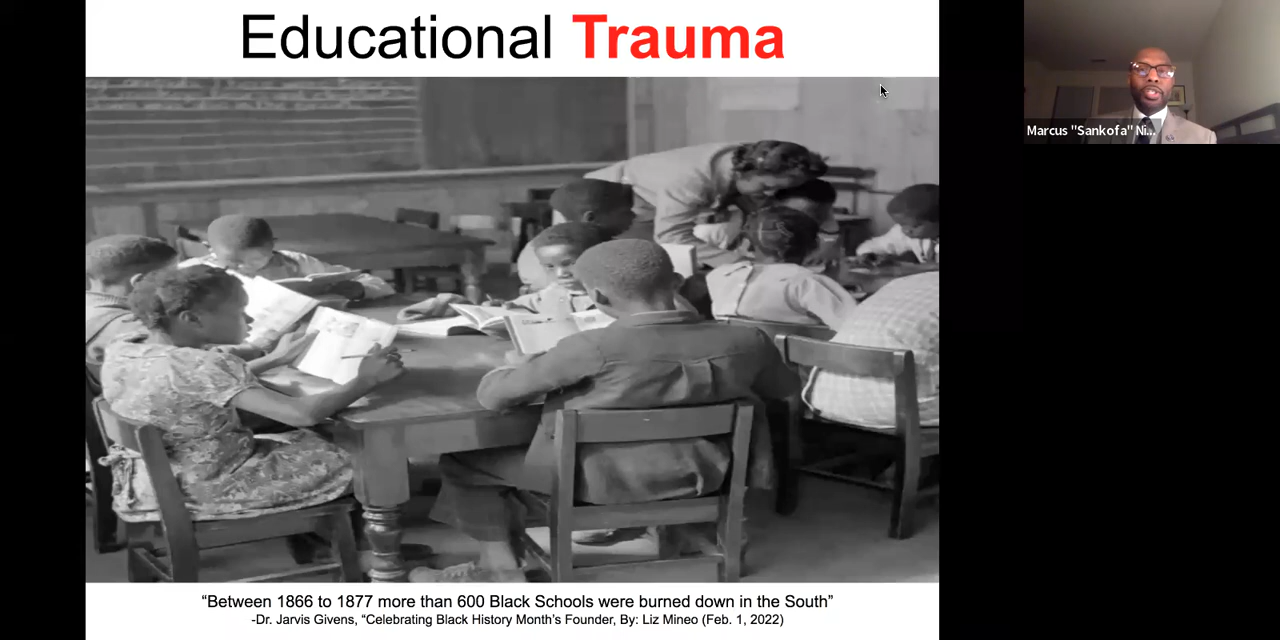 Educational Trauma
Marcus "Sankofa" Ni...
“Between 1866 to 1877 more than 600 Black Schools were burned down in the South”
-Dr. Jarvis Givens, “Celebrating Black History Month’s Founder, By: Liz Mineo (Feb. 1, 2022)